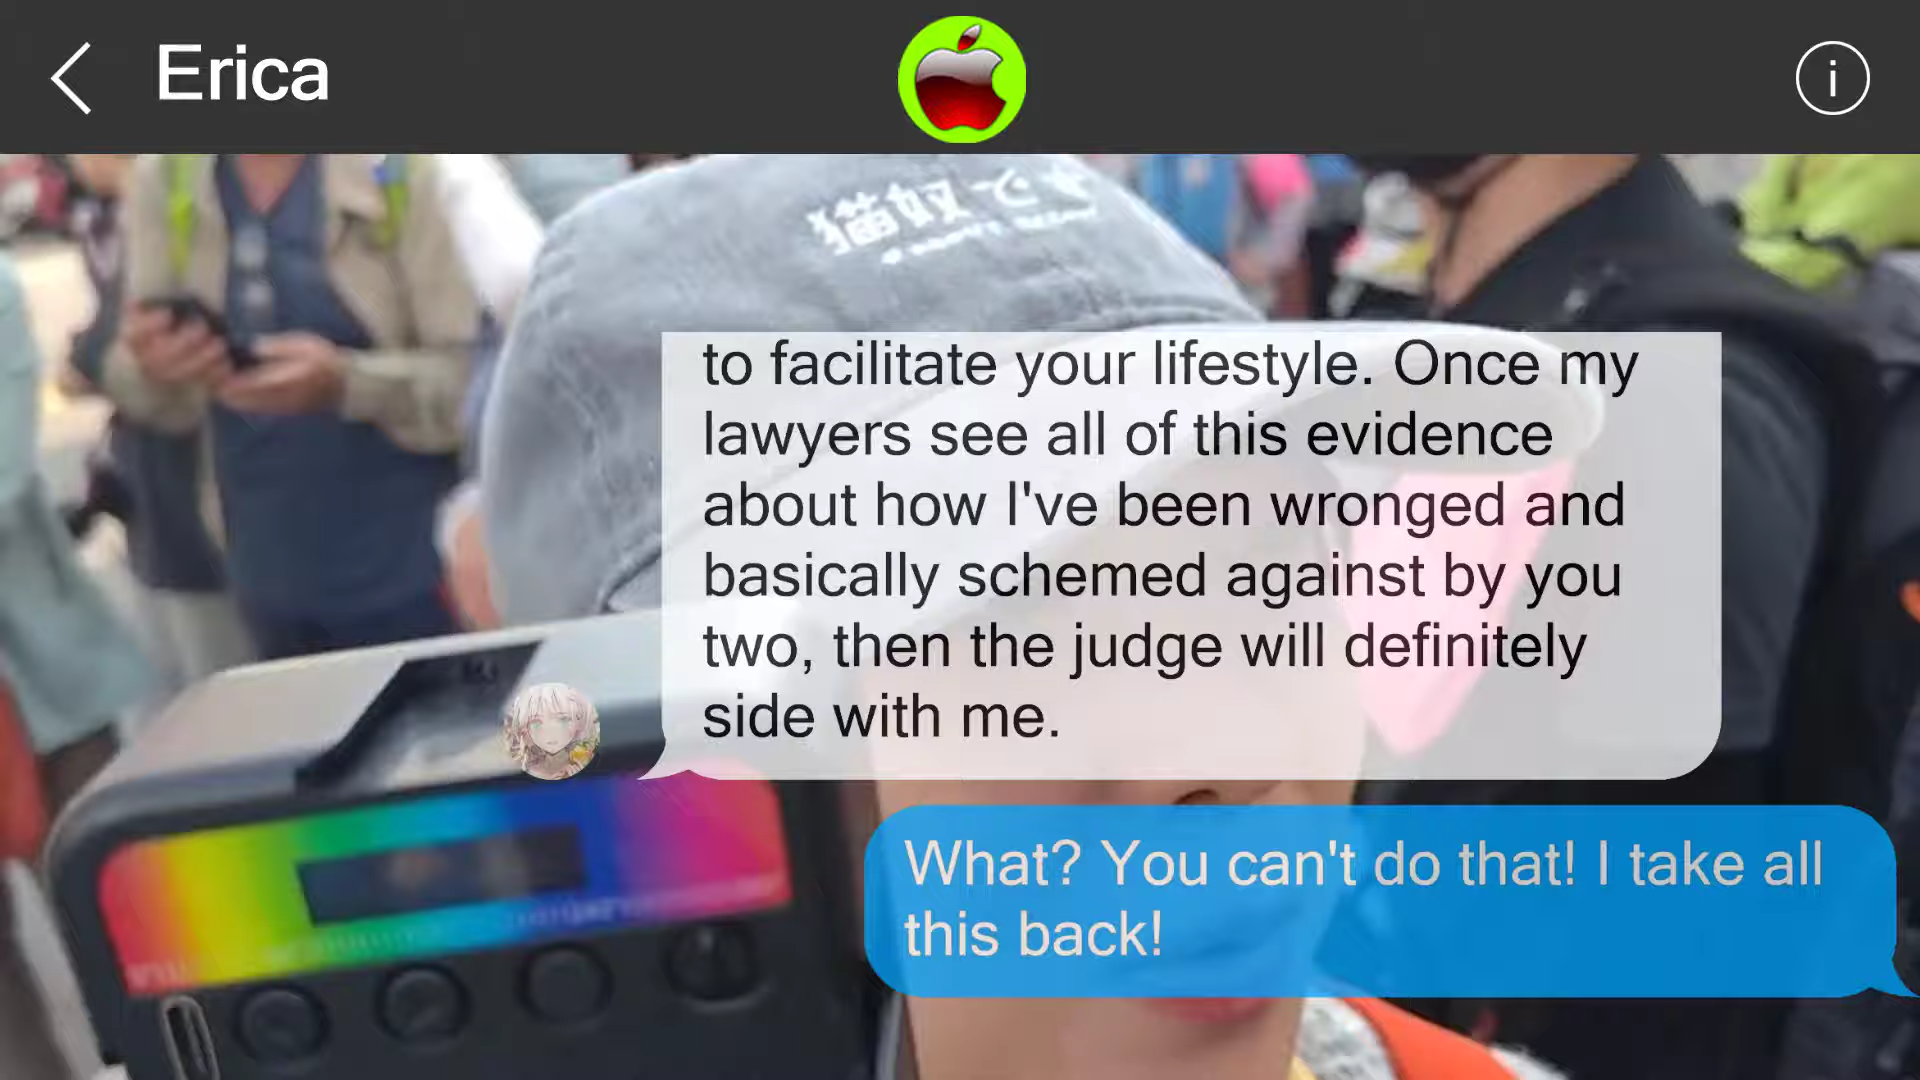 Erica
i
猫奴です
to facilitate your lifestyle. Once my
lawyers see all of this evidence
about how I've been wronged and
basically schemed against by you
two, then the judge will definitely
side with me.
What? You can't do that! I take all
this back!